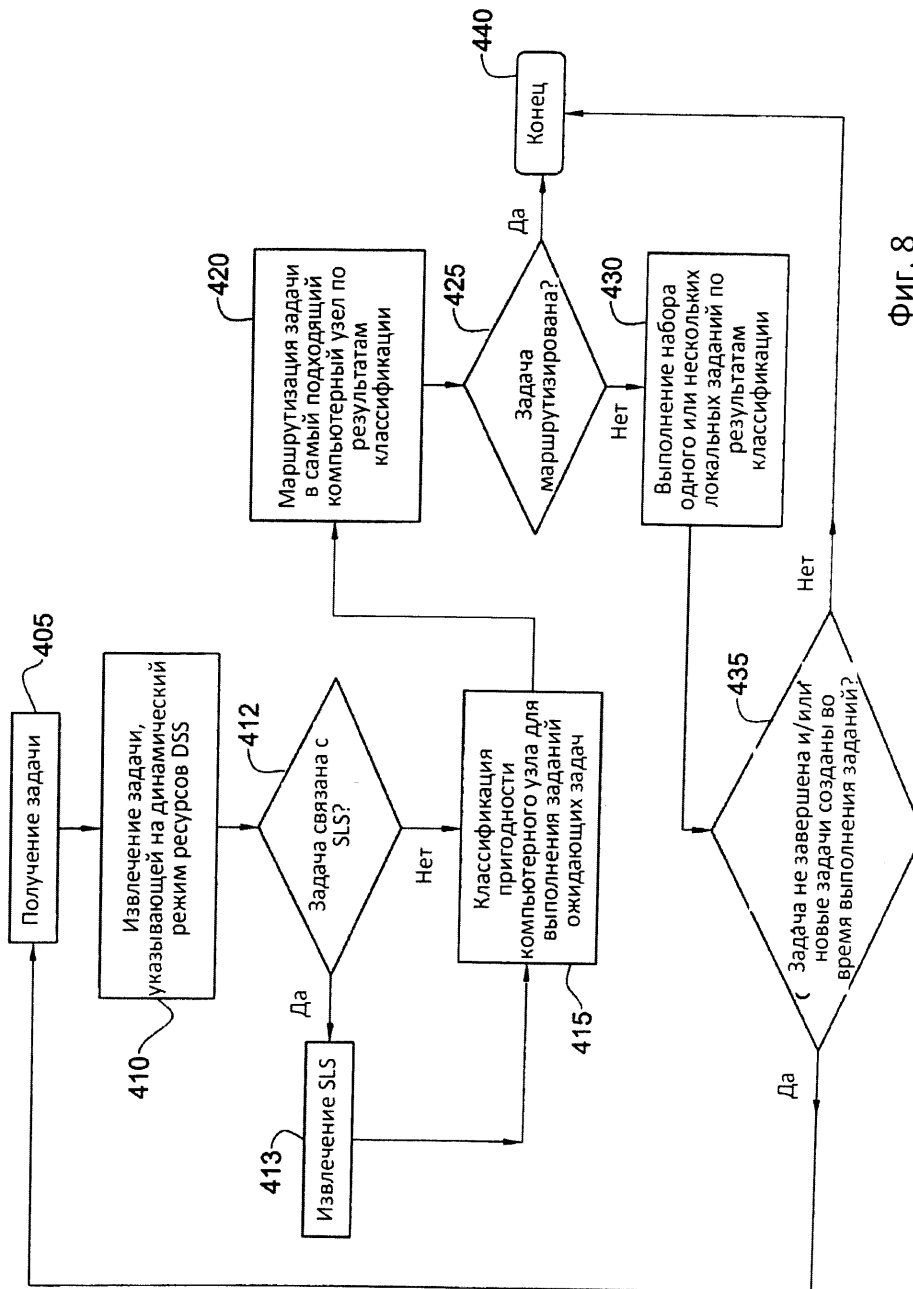 405
Получение задачи
Извлечение задачи,
указывающей на динамический
режим ресурсов DSS
410
412
Задача связана с
SLS?
Да
Нет
413
Извлечение SLS
Классификация
пригодности
компьютерного узла для
выполнения заданий
ожидающих задач
415
420
Маршрутизация задачи
в самый подходящий
компьютерный узел по
результатам
классификации
425
Задача
маршрутизирована?
Да
Нет
440
Конец
430
Выполнение набора
одного или нескольких
локальных заданий по
результатам
классификации
435
( Задача не завершена и/или
новые задачи созданы во
время выполнения заданий?
Да
Нет
Фиг. 8